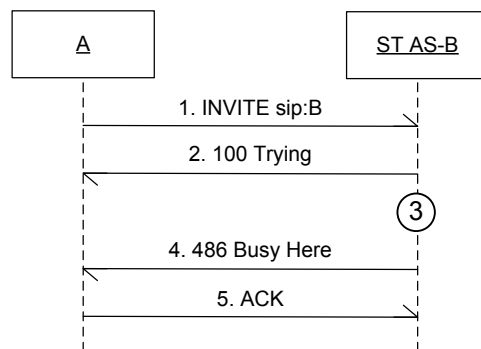 A
ST AS-B
1. INVITE sip:B
2. 100 Trying
3
4. 486 Busy Here
5. ACK